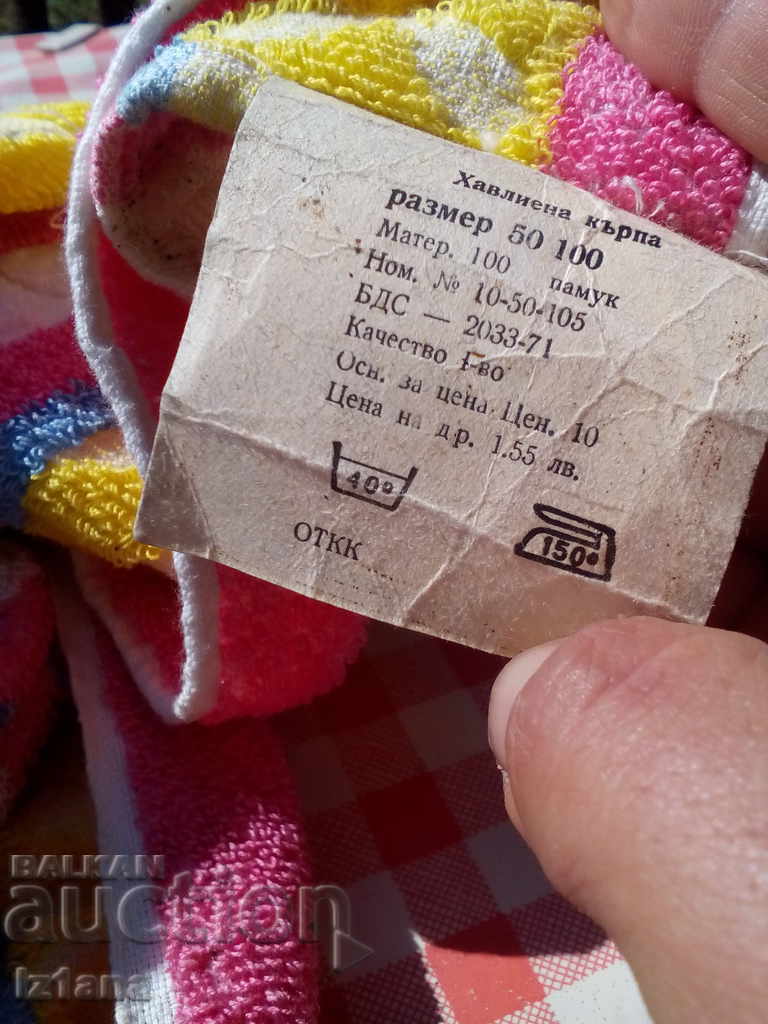 Хавлиена кърпа
размер 50 100
Матер. 100 памук
Ном. № 10-50-105
БДС — 2033-71
Качество I-во
Осн. за цена Цен. 10
Цена на др. 1.55 лв.
40°
150°
ОТКК
BALKAN
auction
Iz1ana